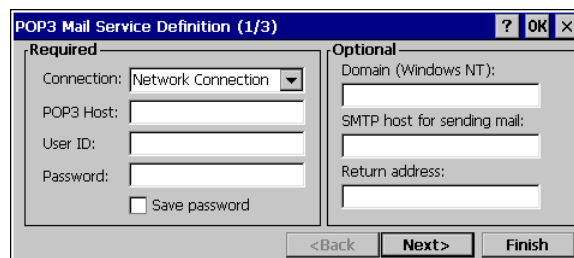 POP3 Mail Service Definition (1/3) ? OK ×
Required
Connection: Network Connection
POP3 Host:
User ID:
Password:
Save password
Optional
Domain (Windows NT):
SMTP host for sending mail:
Return address:
<Back Next> Finish